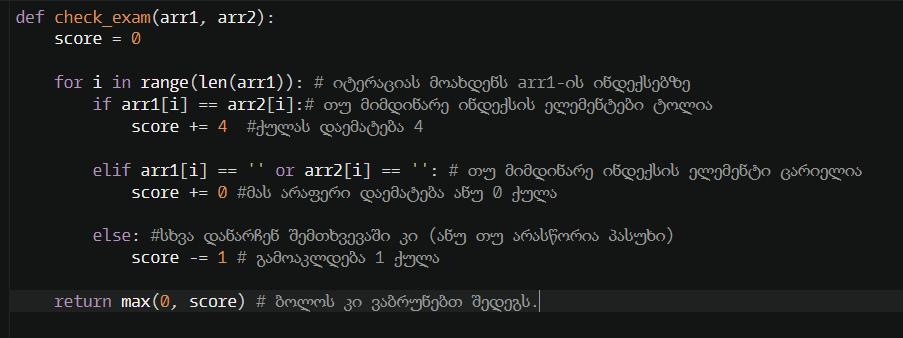 def check_exam(arr1, arr2):
    score = 0
    for i in range(len(arr1)): # იტერაციას მოახდენს arr1-ის ინდექსებზე
        if arr1[i] == arr2[i]:# თუ მიმდინარე ინდექსის ელემენტები ტოლია
            score += 4  #ქულას დაემატება 4
        elif arr1[i] == '' or arr2[i] == '': # თუ მიმდინარე ინდექსის ელემენტი ცარიელია
            score += 0 #მას არაფერი დაემატება ანუ 0 ქულა
        else: #სხვა დანარჩენ შემთხვევაში კი (ანუ თუ არასწორია პასუხი)
            score -= 1 # გამოაკლდება 1 ქულა
    return max(0, score) # ბოლოს კი ვაბრუნებთ შედეგს.